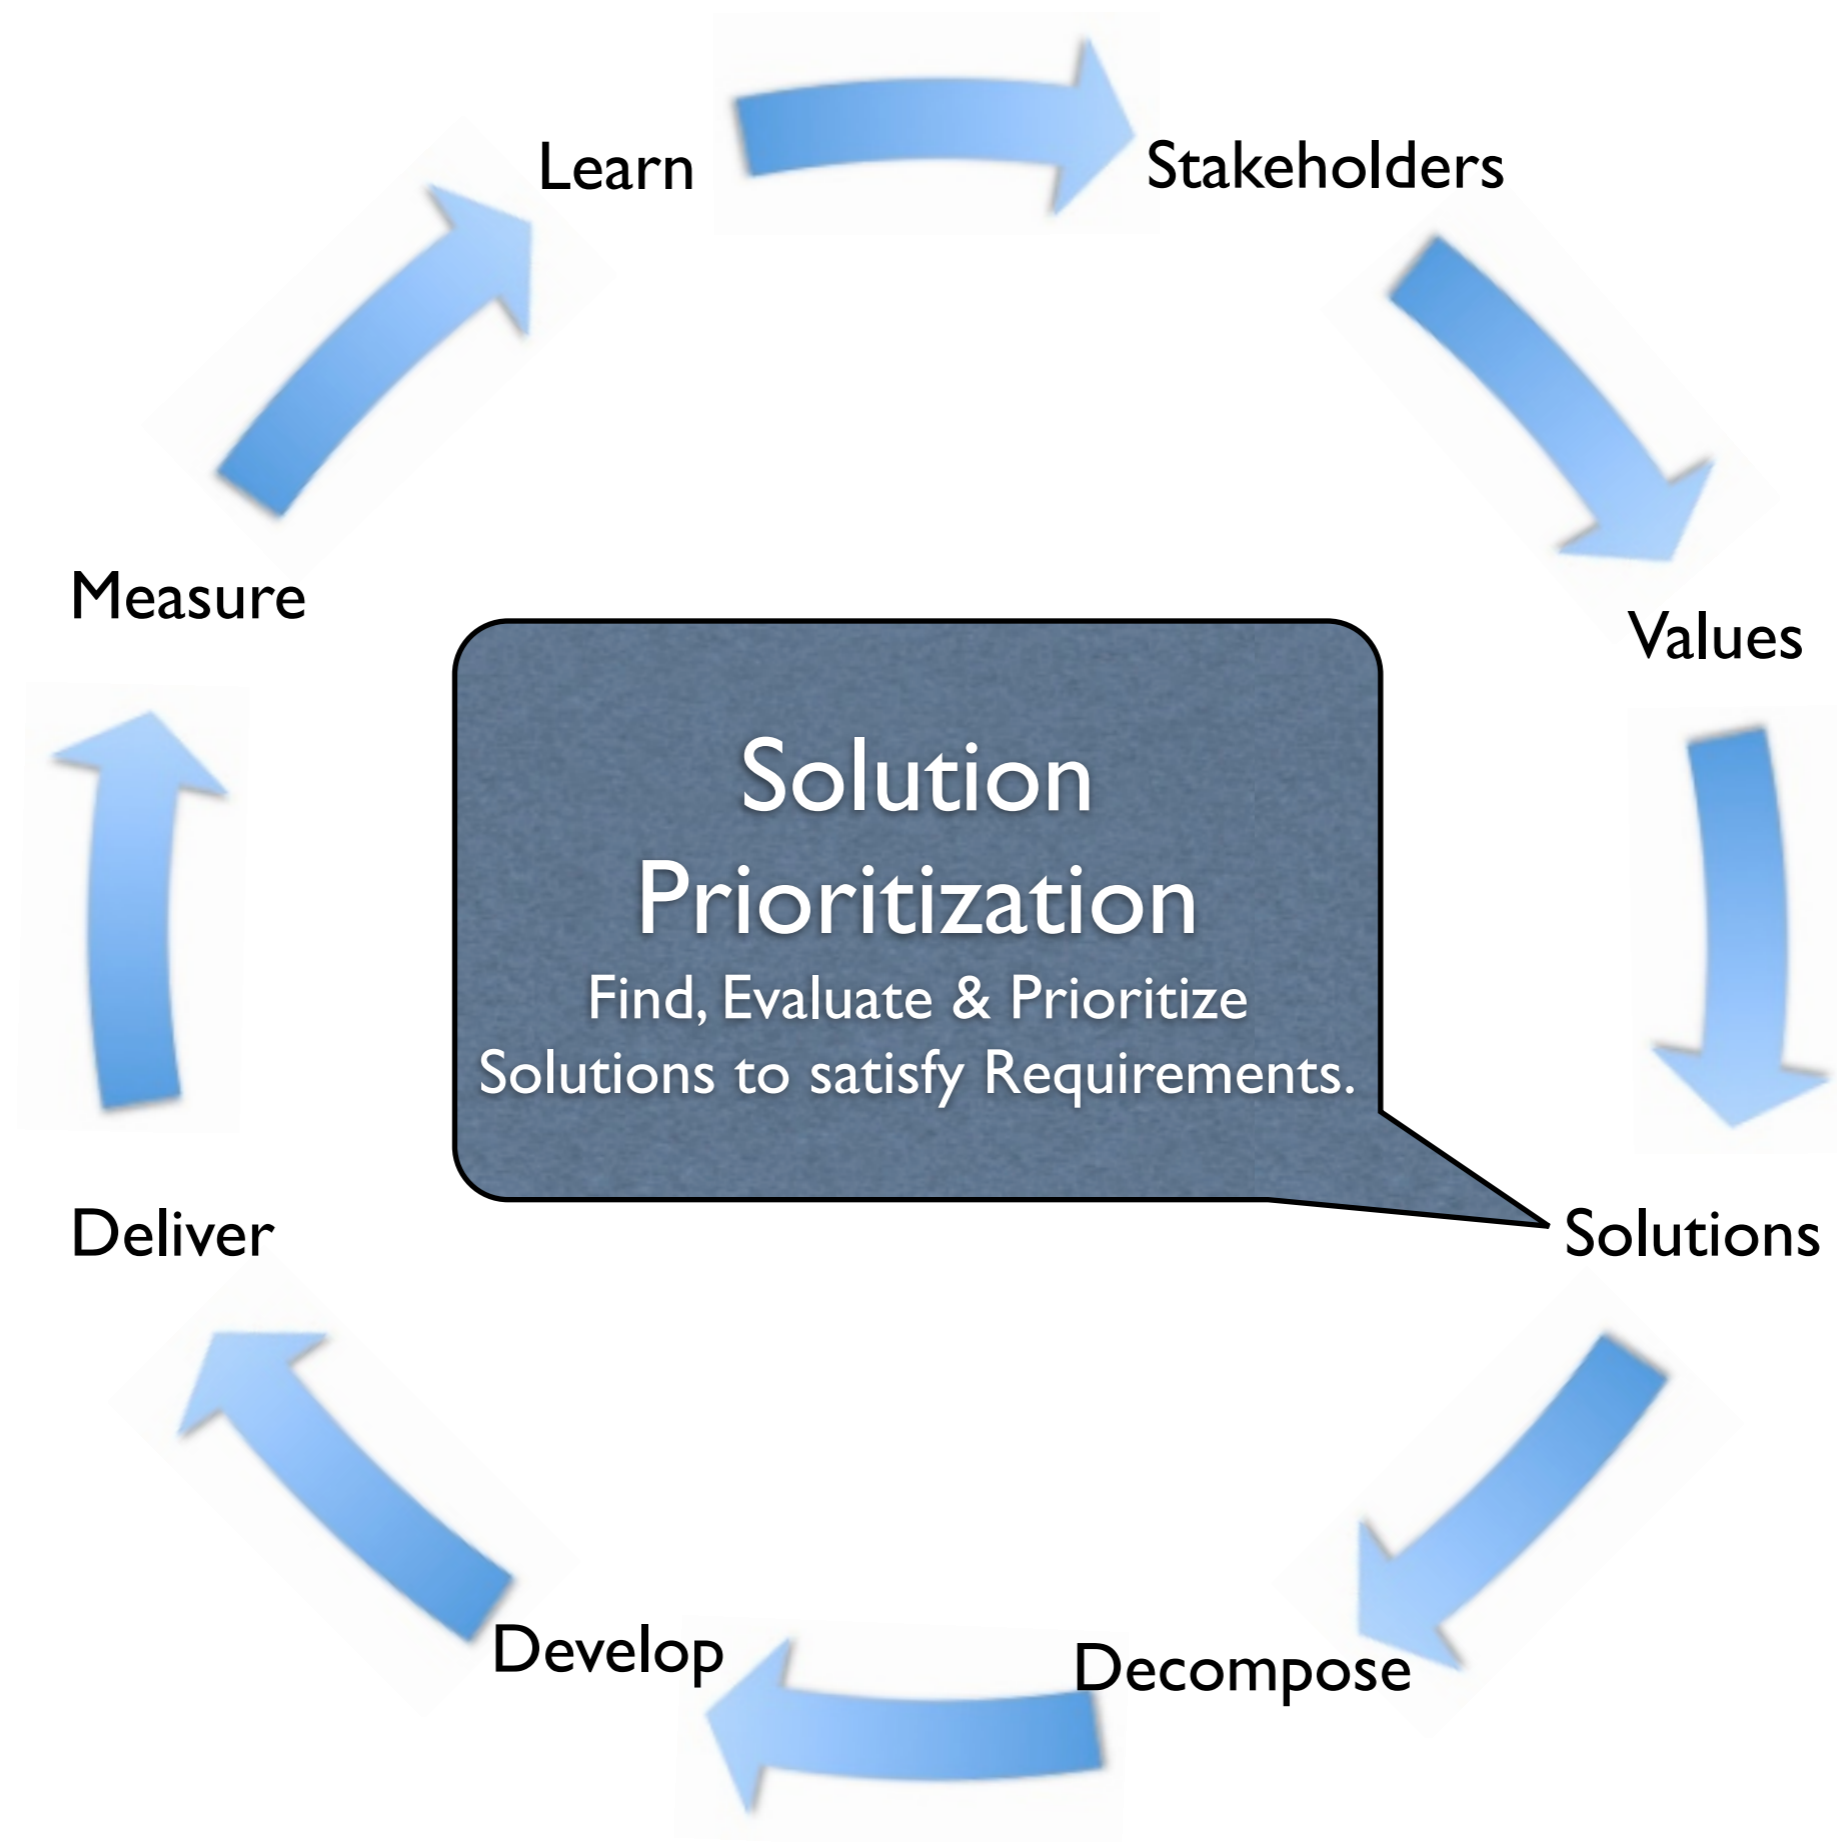 Learn
Stakeholders
Measure
Values
Solution
Prioritization
Find, Evaluate & Prioritize
Solutions to satisfy Requirements.
Deliver
Solutions
Develop
Decompose